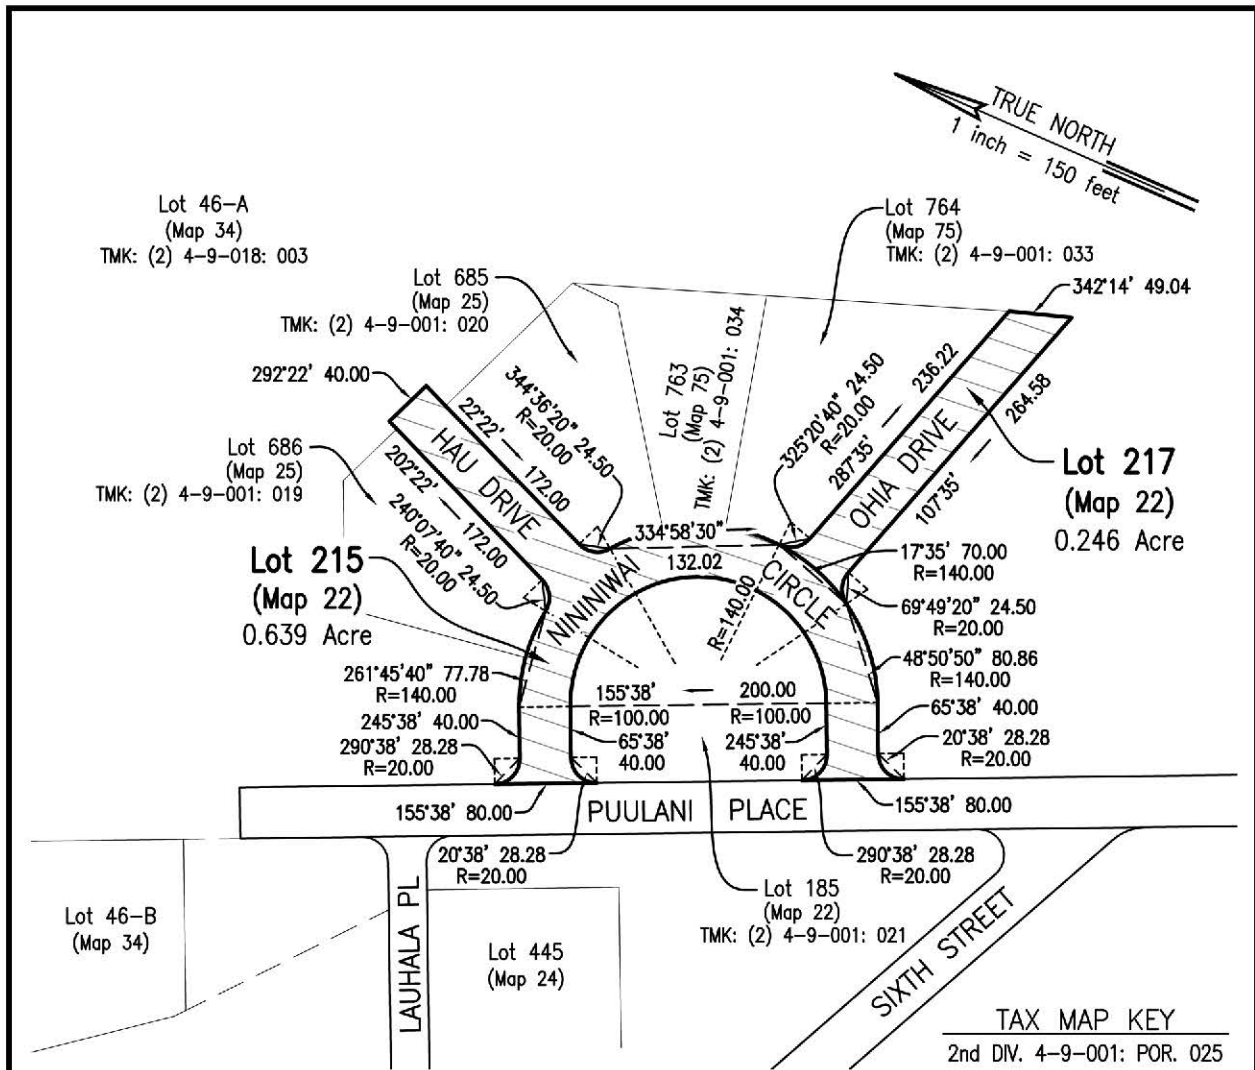 TRUE NORTH
1 inch = 150 feet
Lot 46-A
(Map 34)
TMK: (2) 4-9-018: 003
Lot 764
(Map 75)
TMK: (2) 4-9-001: 033
Lot 685
(Map 25)
TMK: (2) 4-9-001: 020
342°14' 49.04
292°22' 40.00
344°36'20" 24.50
R=20.00
Lot 763
(Map 75)
TMK: (2) 4-9-001: 034
325°20'40" 24.50
R=20.00
236.22
287°35'
264.58
107°35'
OHIA DRIVE
22°22'
172.00
HAU DRIVE
202°22'
172.00
Lot 686
(Map 25)
TMK: (2) 4-9-001: 019
240°07'40" 24.50
R=20.00
Lot 217
(Map 22)
0.246 Acre
Lot 215
(Map 22)
0.639 Acre
334°58'30"
132.02
NINNIWAI
CIRCLE
R=140.00
17°35' 70.00
R=140.00
69°49'20" 24.50
R=20.00
261°45'40" 77.78
R=140.00
48°50'50" 80.86
R=140.00
155°38'
200.00
R=100.00
R=100.00
245°38' 40.00
65°38'
40.00
245°38'
40.00
65°38' 40.00
290°38' 28.28
R=20.00
20°38' 28.28
R=20.00
155°38' 80.00
PUULANI PLACE
155°38' 80.00
20°38' 28.28
R=20.00
290°38' 28.28
R=20.00
Lot 185
(Map 22)
TMK: (2) 4-9-001: 021
Lot 46-B
(Map 34)
LAUHALA PL
Lot 445
(Map 24)
SIXTH STREET
TAX MAP KEY
2nd DIV. 4-9-001: POR. 025